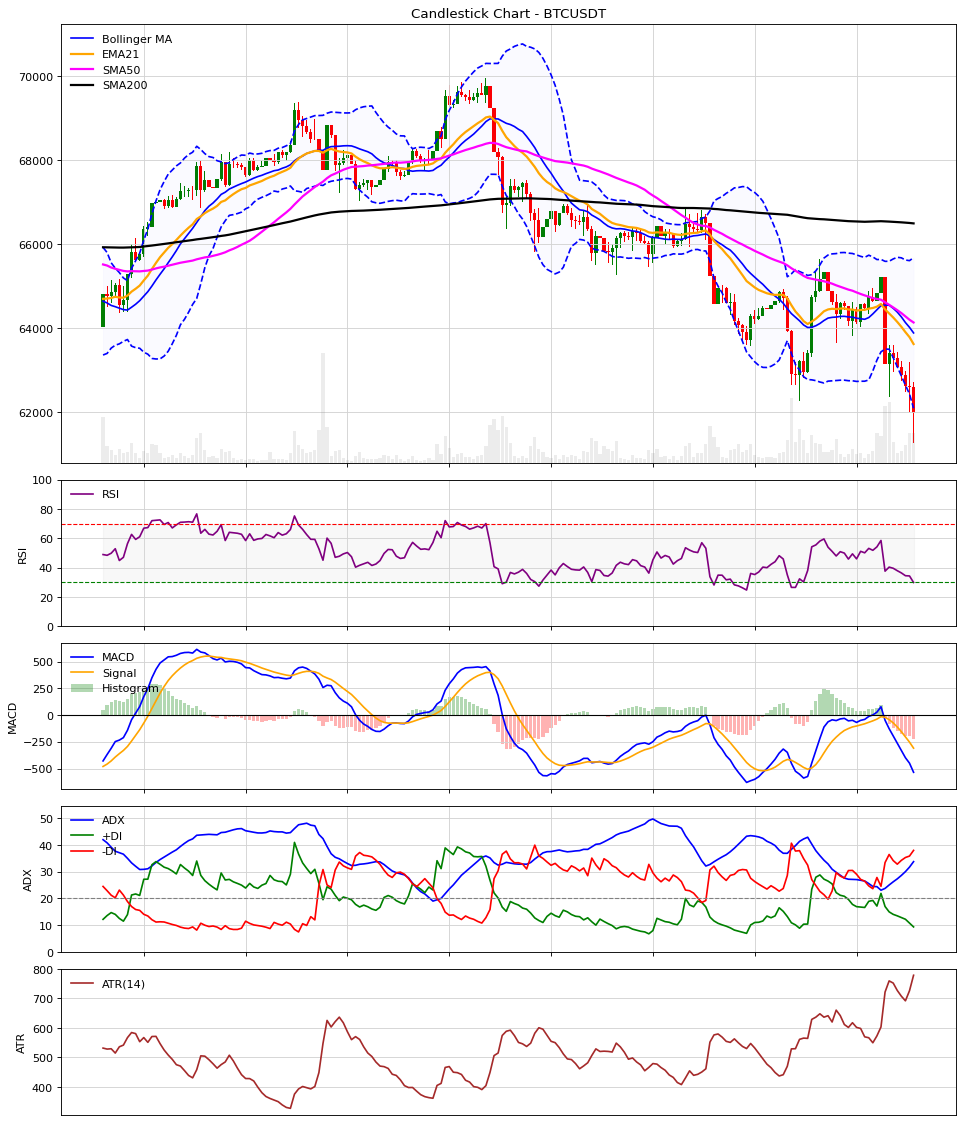 Candlestick Chart - BTCUSDT
Bollinger MA
EMA21
SMA50
SMA200
70000
68000
66000
64000
62000
RSI
RSI
100
80
60
40
20
0
MACD
Signal
Histogram
MACD
500
250
0
−250
−500
ADX
+DI
-DI
ADX
50
40
30
20
10
0
ATR(14)
ATR
800
700
600
500
400